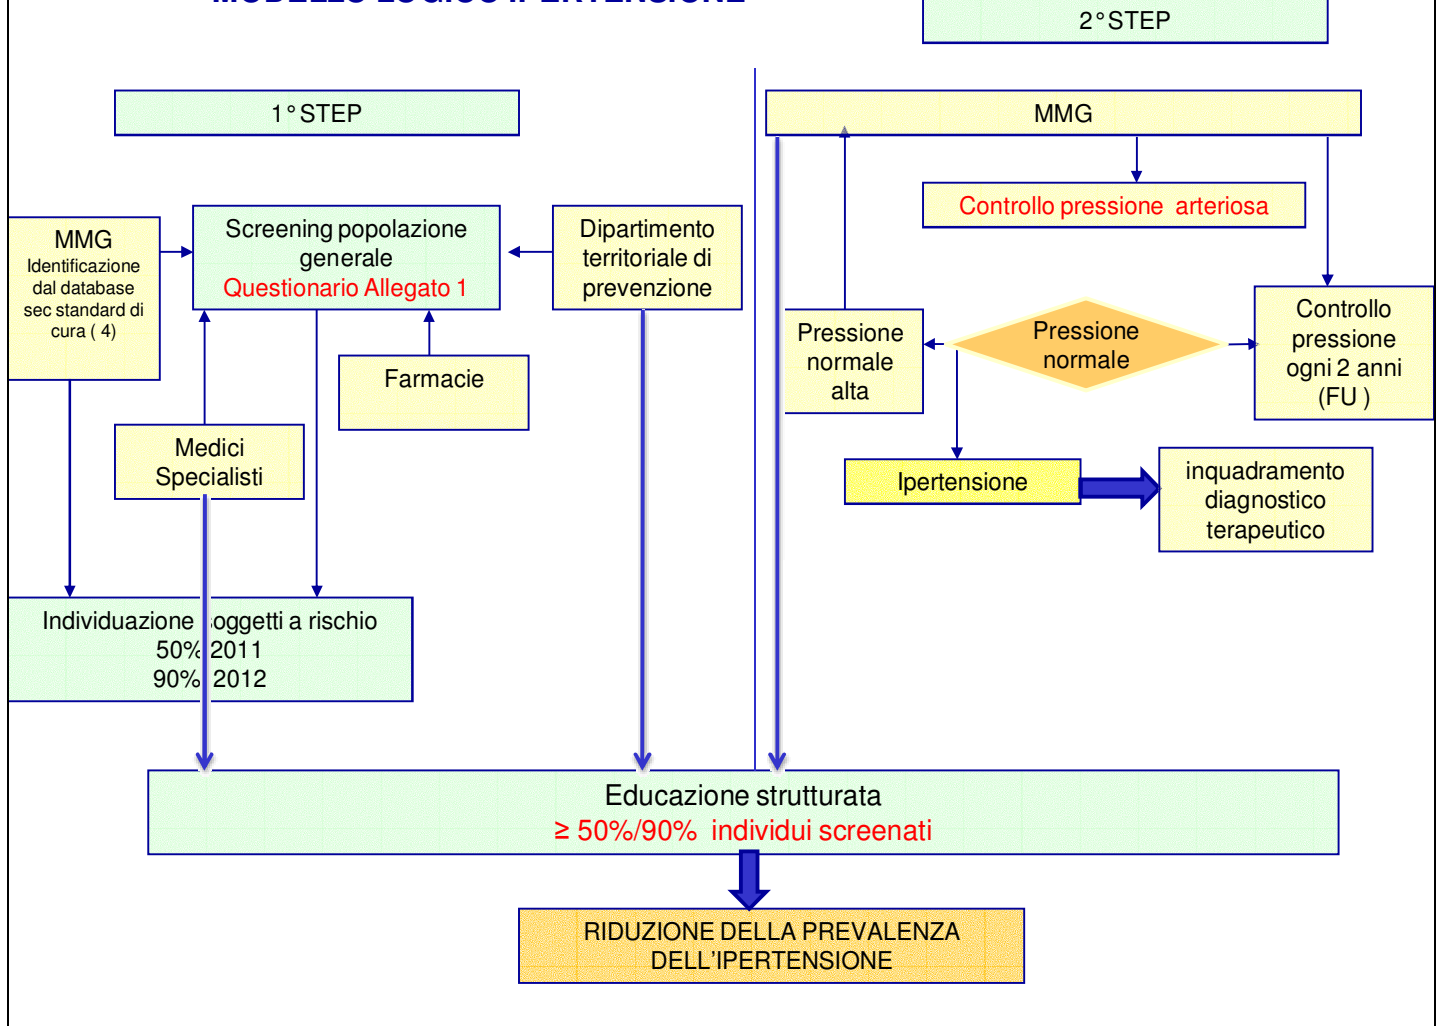 MODELLO LOGICO IPERTENSIONE
2° STEP
1° STEP
MMG
Identificazione
dal database
sec standard di
cura ( 4)
Screening popolazione
generale
Questionario Allegato 1
Dipartimento
territoriale di
prevenzione
Farmacie
Medici
Specialisti
Individuazione soggetti a rischio
50% 2011
90% 2012
MMG
Controllo pressione arteriosa
Pressione
normale
alta
Pressione
normale
Controllo
pressione
ogni 2 anni
(FU )
Ipertensione
inquadramento
diagnostico
terapeutico
Educazione strutturata
≥ 50%/90% individui screenati
RIDUZIONE DELLA PREVALENZA
DELL'IPERTENSIONE